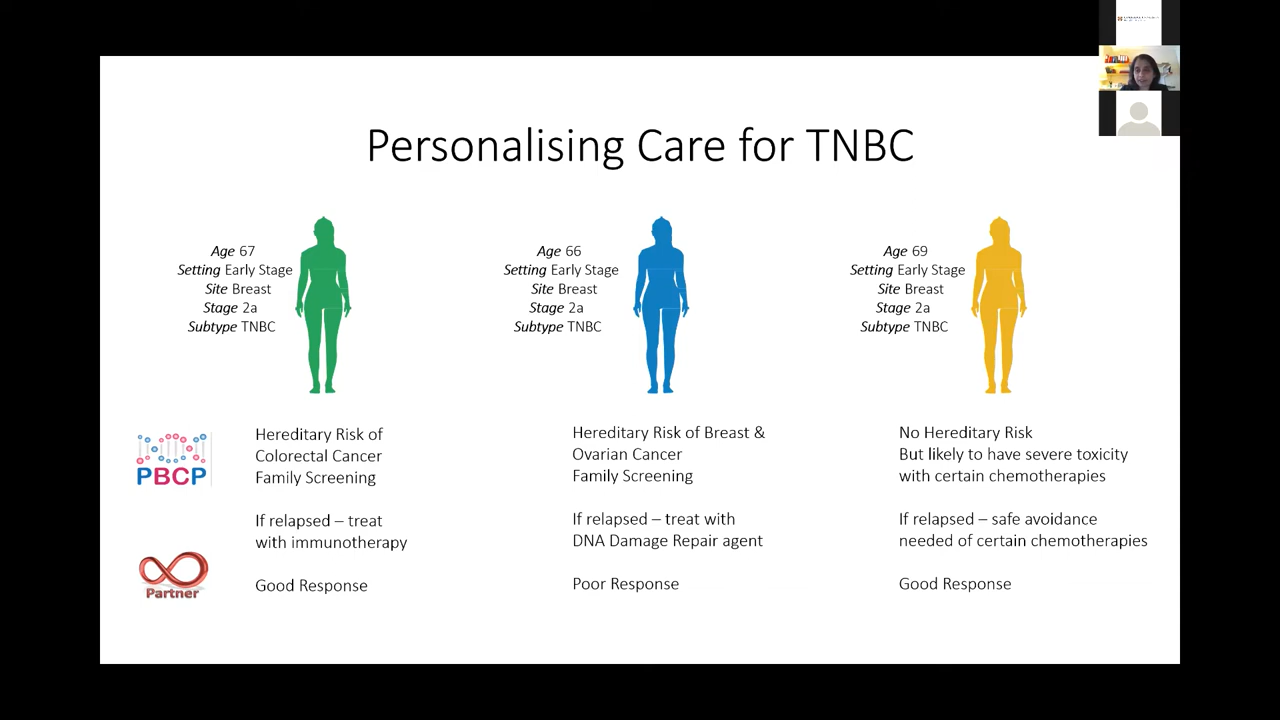 Personalising Care for TNBC
Age 67
Setting Early Stage
Site Breast
Stage 2a
Subtype TNBC
Age 66
Setting Early Stage
Site Breast
Stage 2a
Subtype TNBC
Age 69
Setting Early Stage
Site Breast
Stage 2a
Subtype TNBC
PBCP
Hereditary Risk of
Colorectal Cancer
Family Screening
If relapsed – treat
with immunotherapy
Hereditary Risk of Breast &
Ovarian Cancer
Family Screening
If relapsed – treat with
DNA Damage Repair agent
No Hereditary Risk
But likely to have severe toxicity
with certain chemotherapies
If relapsed – safe avoidance
needed of certain chemotherapies
Partner
Good Response
Poor Response
Good Response